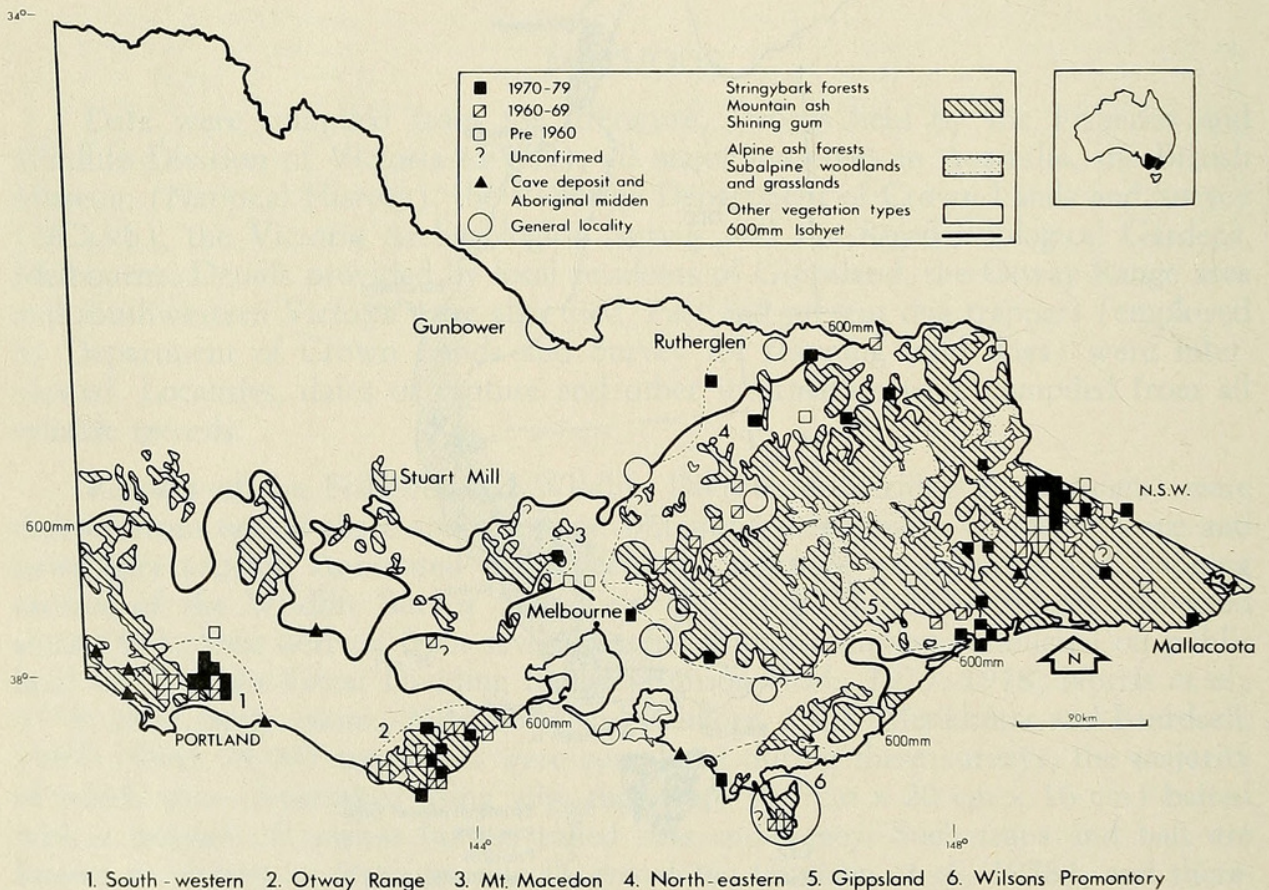 34°
1970-79
1960-69
Pre 1960
? Unconfirmed
Cave deposit and
Aboriginal midden
General locality
Stringybark forests
Mountain ash
Shining gum
Alpine ash forests
Subalpine woodlands
and grasslands
Other vegetation types
600mm Isohyet
Gunbower
Rutherglen
600mm
4
Stuart Mill
N.S.W.
600mm
?
3
?
Melbourne
5
?
Mallacoota
600mm
N
38°
1
?
PORTLAND
2
600mm
?
90km
600mm
6
?
144°
148°
1. South-western 2. Otway Range 3. Mt. Macedon 4. North-eastern 5. Gippsland 6. Wilsons Promontory